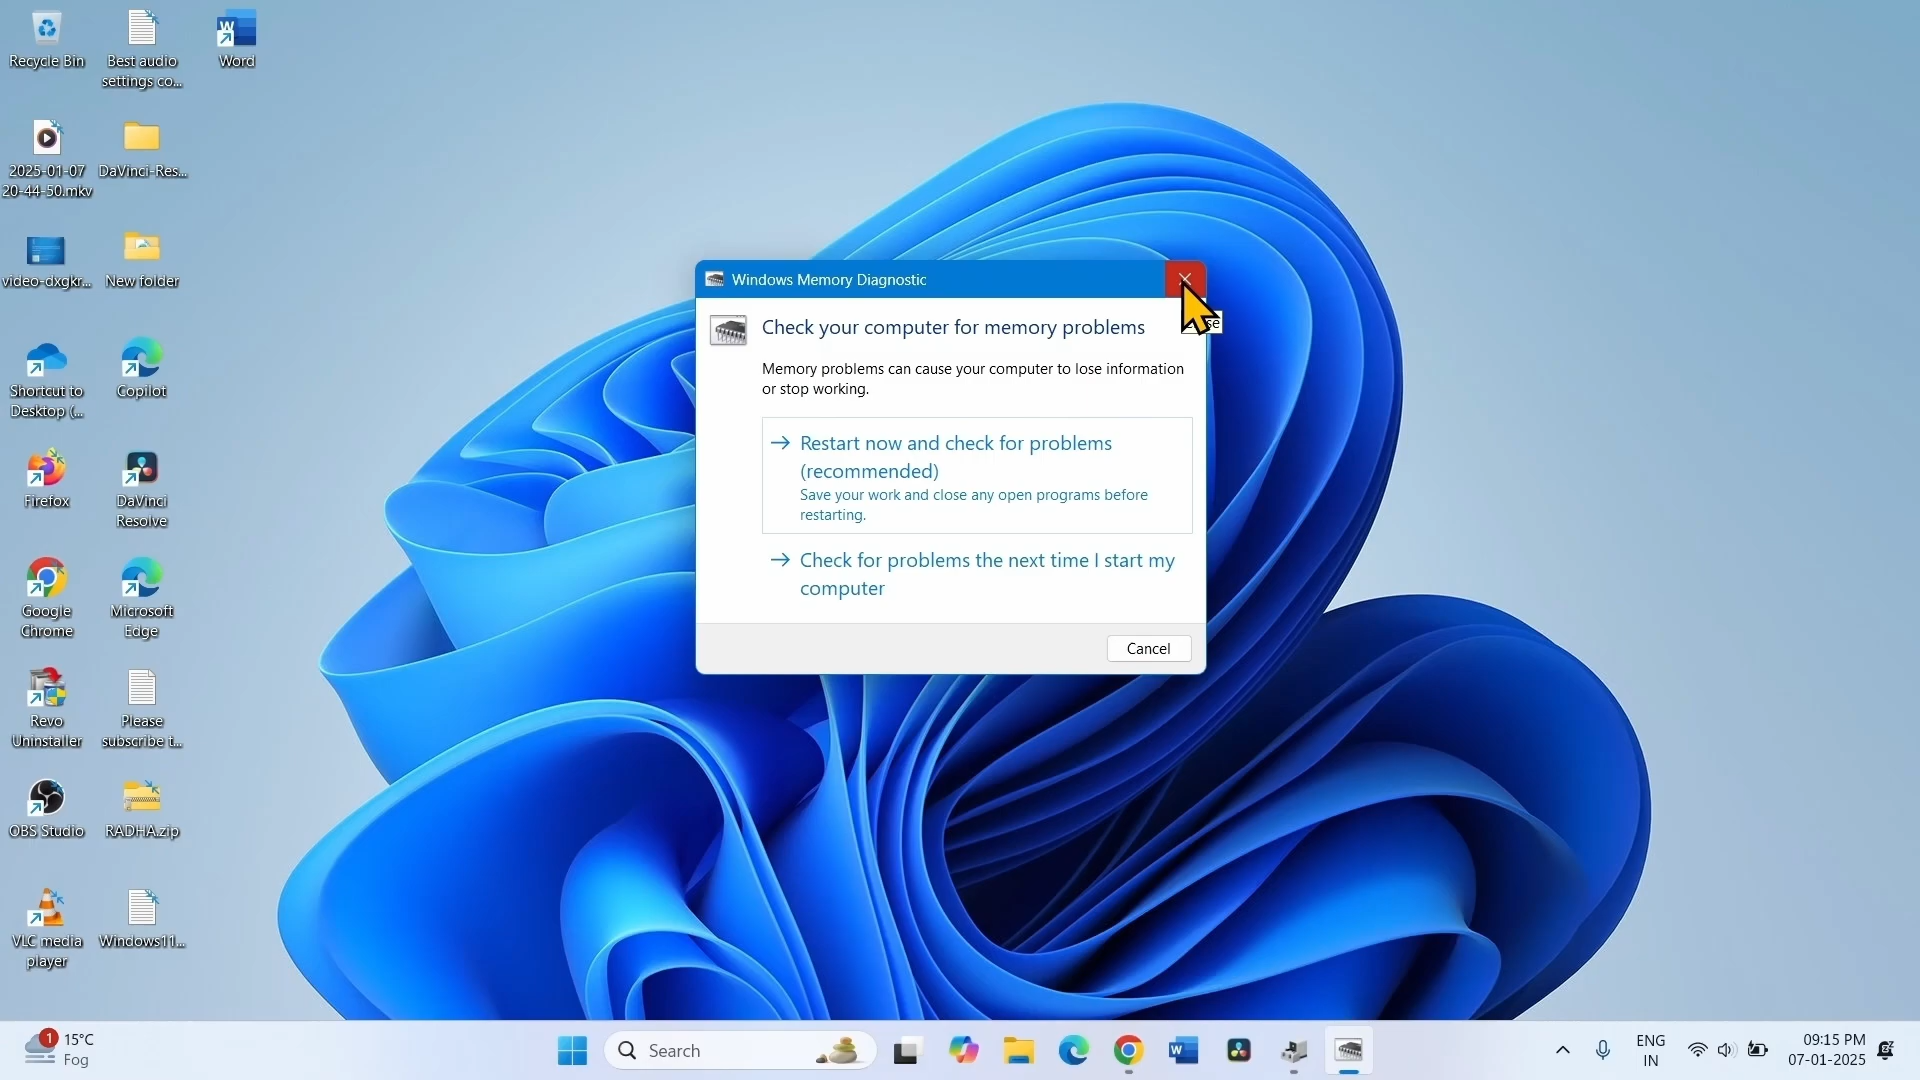 Recycle Bin
Best audio
settings co...
Word
2025-01-07
20-44-50.mkv
DaVinci-Res...
video-dxgkr...
New folder
Shortcut to
Desktop (...
Copilot
Firefox
DaVinci
Resolve
Google
Chrome
Microsoft
Edge
Revo
Uninstaller
Please
subscribe t...
OBS Studio
RADHA.zip
VLC media
player
Windows11...
Windows Memory Diagnostic
Check your computer for memory problems
Memory problems can cause your computer to lose information
or stop working.
Restart now and check for problems
(recommended)
Save your work and close any open programs before
restarting.
Check for problems the next time I start my
computer
Cancel
1
15°C
Fog
Search
ENG
IN
09:15 PM
07-01-2025